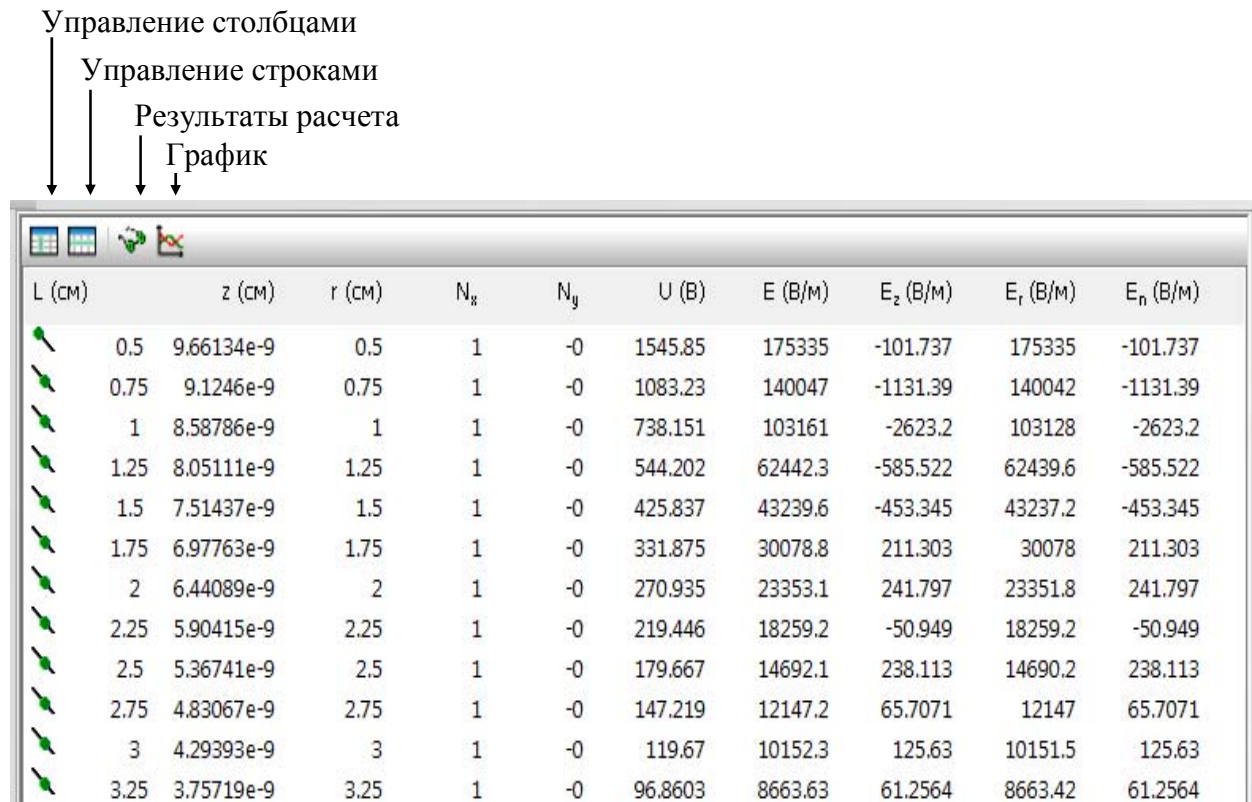 Управление столбцами
Управление строками
Результаты расчета
График
L (см) z (см) r (см) Nx Ny U (В) E (В/м) Ez (В/м) Er (В/м) En (В/м)
0.5 9.66134e-9 0.5 1 -0 1545.85 175335 -101.737 175335 -101.737
0.75 9.1246e-9 0.75 1 -0 1083.23 140047 -1131.39 140042 -1131.39
1 8.58786e-9 1 1 -0 738.151 103161 -2623.2 103128 -2623.2
1.25 8.05111e-9 1.25 1 -0 544.202 62442.3 -585.522 62439.6 -585.522
1.5 7.51437e-9 1.5 1 -0 425.837 43239.6 -453.345 43237.2 -453.345
1.75 6.97763e-9 1.75 1 -0 331.875 30078.8 211.303 30078 211.303
2 6.44089e-9 2 1 -0 270.935 23353.1 241.797 23351.8 241.797
2.25 5.90415e-9 2.25 1 -0 219.446 18259.2 -50.949 18259.2 -50.949
2.5 5.36741e-9 2.5 1 -0 179.667 14692.1 238.113 14690.2 238.113
2.75 4.83067e-9 2.75 1 -0 147.219 12147.2 65.7071 12147 65.7071
3 4.29393e-9 3 1 -0 119.67 10152.3 125.63 10151.5 125.63
3.25 3.75719e-9 3.25 1 -0 96.8603 8663.63 61.2564 8663.42 61.2564